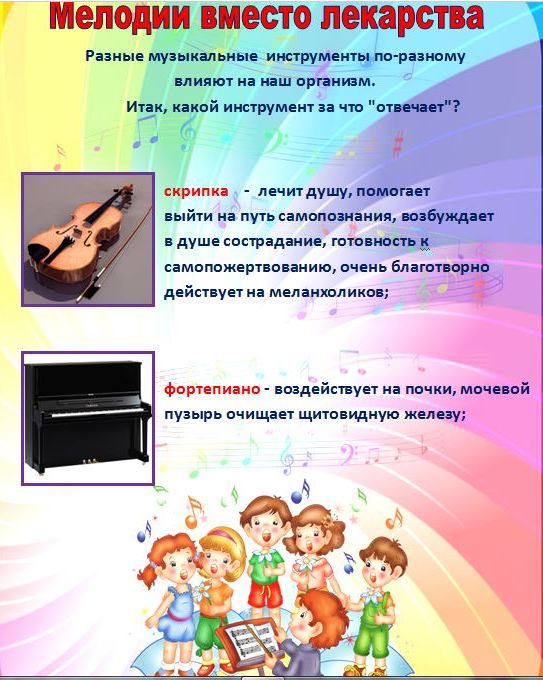 Мелодии вместо лекарства
Разные музыкальные инструменты по-разному
влияют на наш организм.
Итак, какой инструмент за что "отвечает"?
скрипка - лечит душу, помогает
выйти на путь самопознания, возбуждает
в душе сострадание, готовность к
самопожертвованию, очень благотворно
действует на меланхоликов;
фортепиано - воздействует на почки, мочевой
пузырь очищает щитовидную железу;